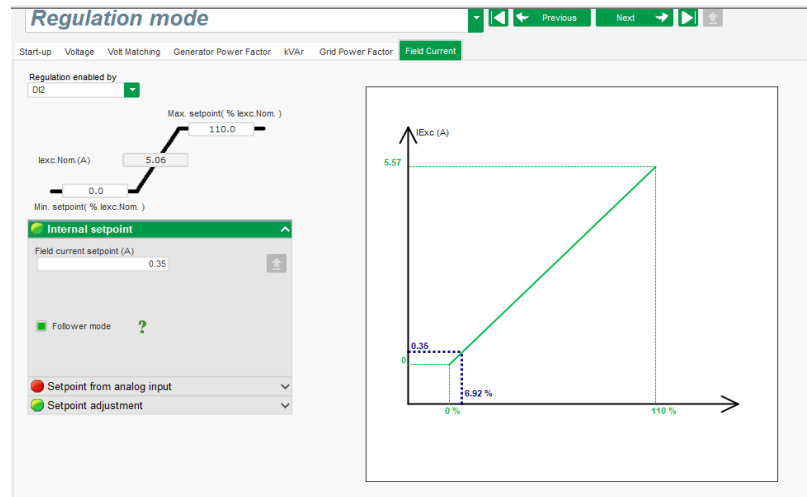 Regulation mode
Previous
Next
Start-up Voltage Volt Matching Generator Power Factor kVAr Grid Power Factor Field Current
Regulation enabled by
DI2
Max. setpoint( % Iexc.Nom. )
110.0
Iexc.Nom.(A) 5.06
0.0
Min. setpoint( % Iexc.Nom. )
Internal setpoint
Field current setpoint (A)
0.35
Follower mode ?
Setpoint from analog input
Setpoint adjustment
IExc (A)
5.57
0.35
0
6.92 %
0 % 110 %